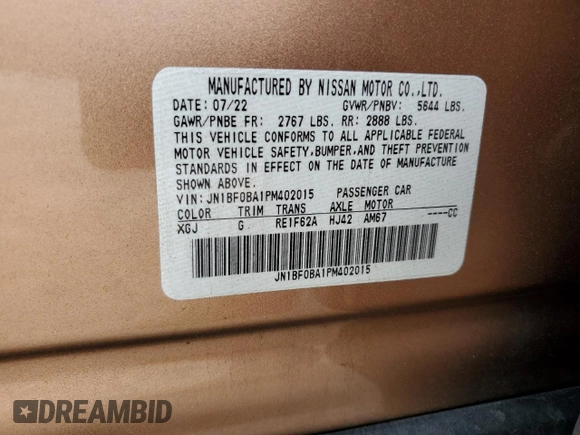 MANUFACTURED BY NISSAN MOTOR CO.,LTD.
DATE: 07/22 GVWR/PNBV: 5644 LBS.
GAWR/PNBE FR: 2767 LBS. RR: 2888 LBS.
THIS VEHICLE CONFORMS TO ALL APPLICABLE FEDERAL
MOTOR VEHICLE SAFETY,BUMPER,AND THEFT PREVENTION
STANDARDS IN EFFECT ON THE DATE OF MANUFACTURE
SHOWN ABOVE.
VIN:JN1BF0BA1PM402015 PASSENGER CAR
COLOR TRIM TRANS AXLE MOTOR
XGJ G RE1F62A HJ42 AM67 ----CC
JN1BF0BA1PM402015
DREAMBID